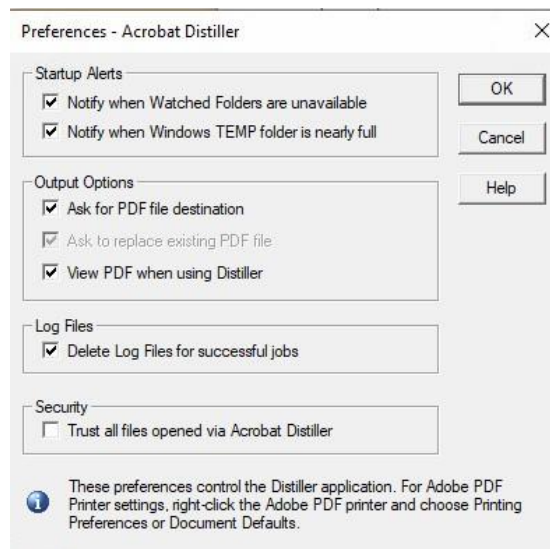 Preferences - Acrobat Distiller
Startup Alerts
Notify when Watched Folders are unavailable
Notify when Windows TEMP folder is nearly full
OK
Cancel
Help
Output Options
Ask for PDF file destination
Ask to replace existing PDF file
View PDF when using Distiller
Log Files
Delete Log Files for successful jobs
Security
Trust all files opened via Acrobat Distiller
These preferences control the Distiller application. For Adobe PDF
Printer settings, right-click the Adobe PDF printer and choose Printing
Preferences or Document Defaults.